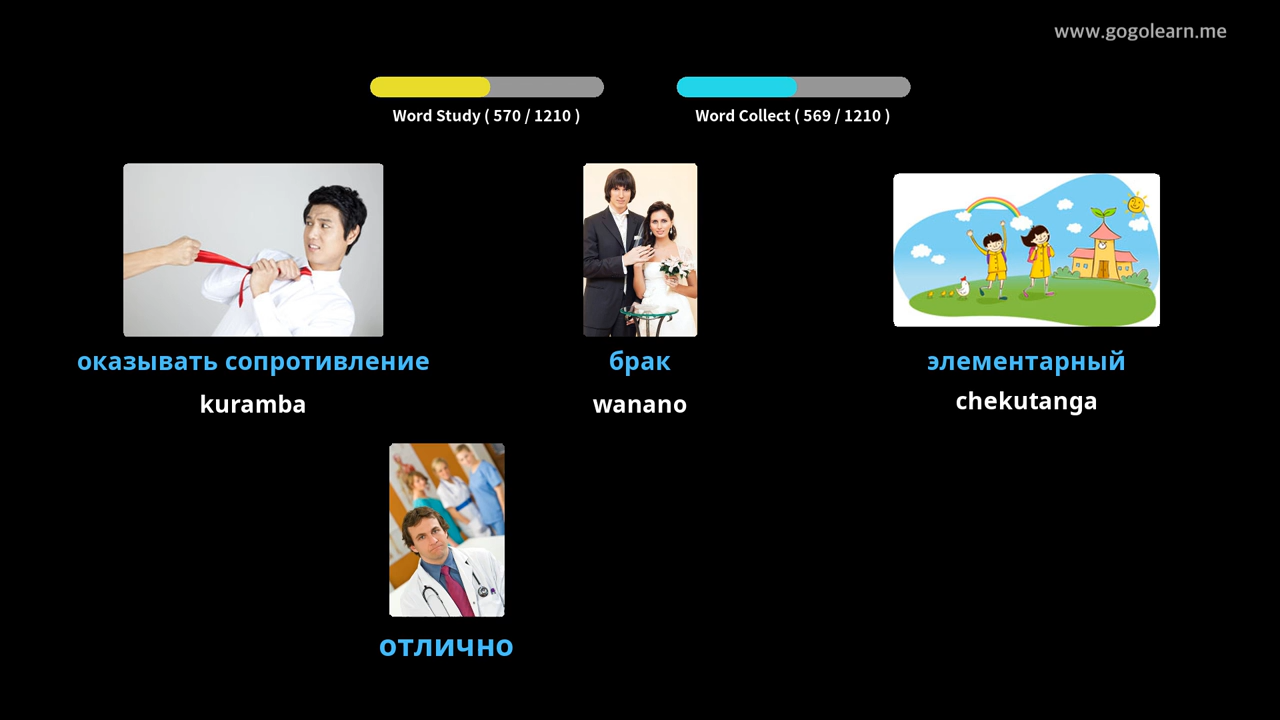 www.gogolearn.me
Word Study ( 570 / 1210 )
Word Collect ( 569 / 1210 )
оказывать сопротивление
kuramba
брак
wanano
элементарный
chekutanga
отлично